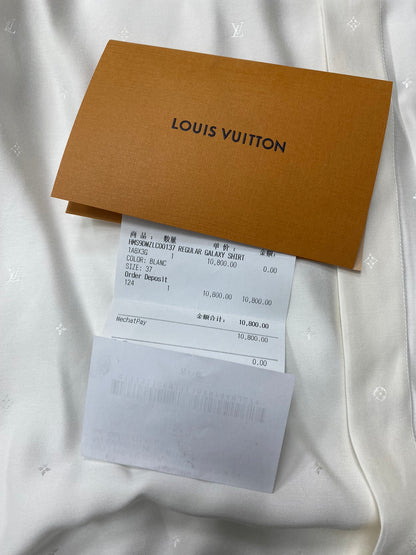 LOUIS VUITTON
商品: 数量 单价: 金额:
HMS9DWZLCO0137 REGULAR GALAXY SHIRT
1A8X3G 1 10,800.00 0.00
COLOR: BLANC
SIZE: 37
Order Deposit
124 1 10,800.00 10,800.00
金额合计: 10,800.00
WechatPay 10,800.00
0.00